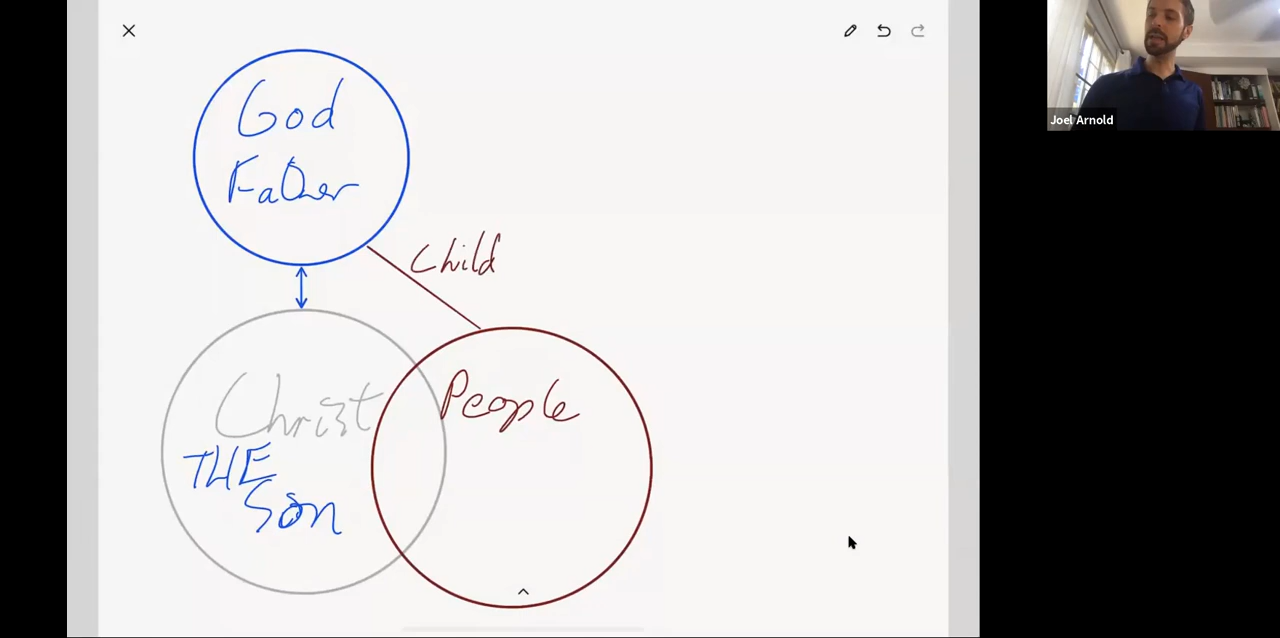 God
Father
Child
Christ
People
THE
Son
Joel Arnold